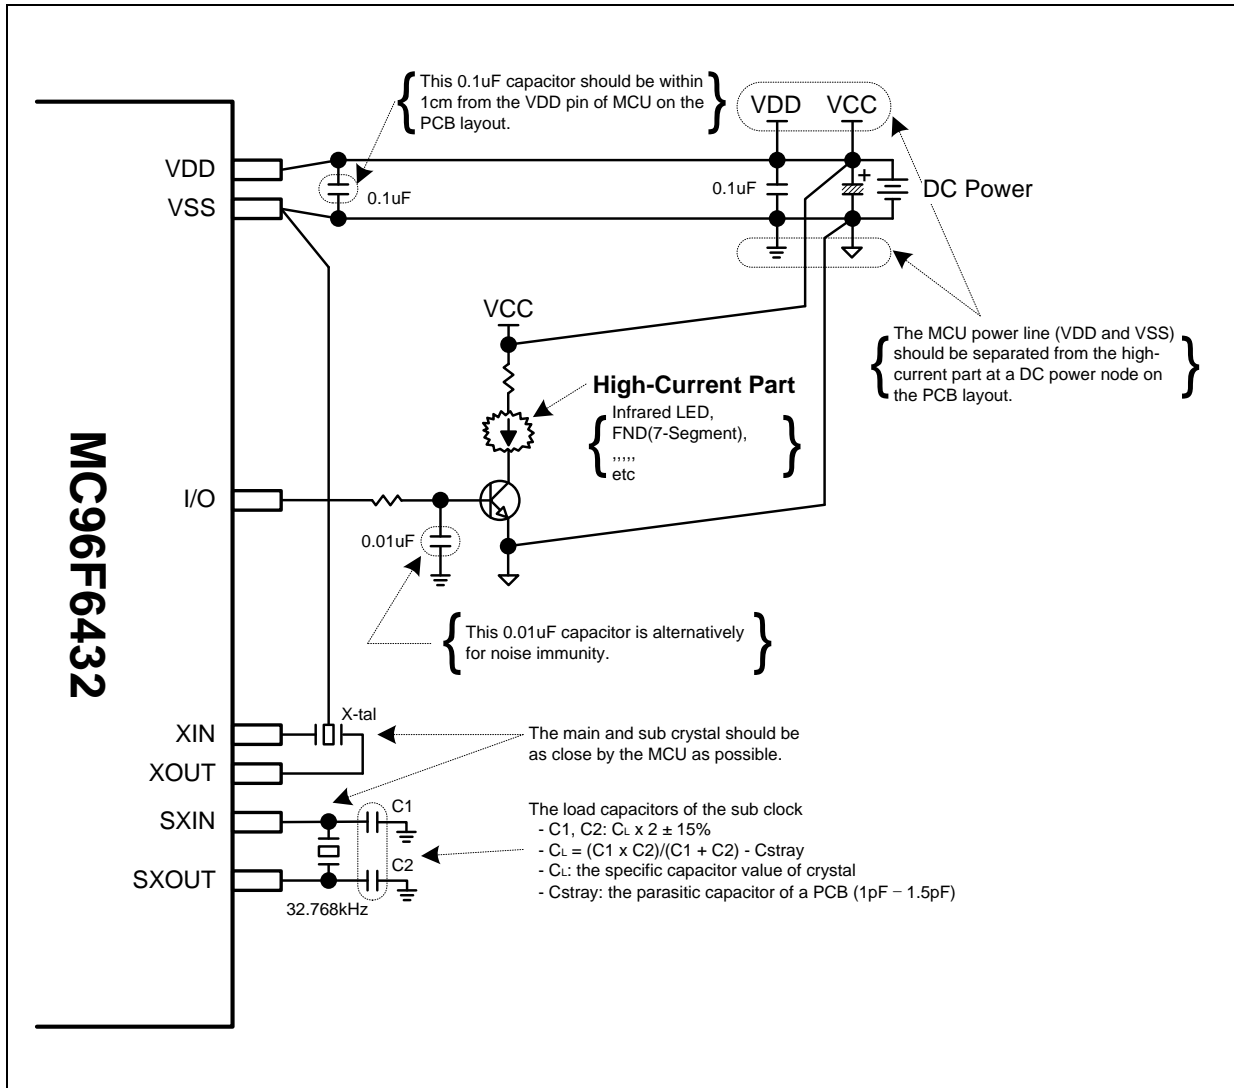 This 0.1uF capacitor should be within
1cm from the VDD pin of MCU on the
PCB layout.
VDD
VCC
VDD
0.1uF
0.1uF
+
DC Power
VSS
VCC
The MCU power line (VDD and VSS)
should be separated from the high-
current part at a DC power node on
the PCB layout.
High-Current Part
Infrared LED,
FND(7-Segment),
,,,,,
etc
MC96F6432
I/O
0.01uF
This 0.01uF capacitor is alternatively
for noise immunity.
X-tal
XIN
XOUT
The main and sub crystal should be
as close by the MCU as possible.
SXIN
C1
SXOUT
C2
32.768kHz
The load capacitors of the sub clock
- C1, C2: CL x 2 ± 15%
- CL = (C1 x C2)/(C1 + C2) - Cstray
- CL: the specific capacitor value of crystal
- Cstray: the parasitic capacitor of a PCB (1pF – 1.5pF)